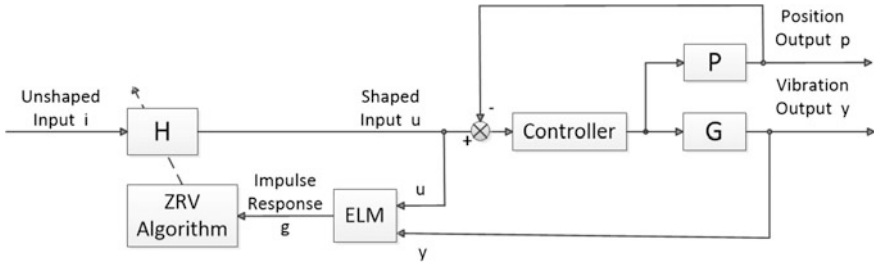 Position
Output p
P
-
Unshaped
Input i
H
Shaped
Input u
+
Controller
G
Vibration
Output y
ZRV
Algorithm
Impulse
Response
g
ELM
u
y